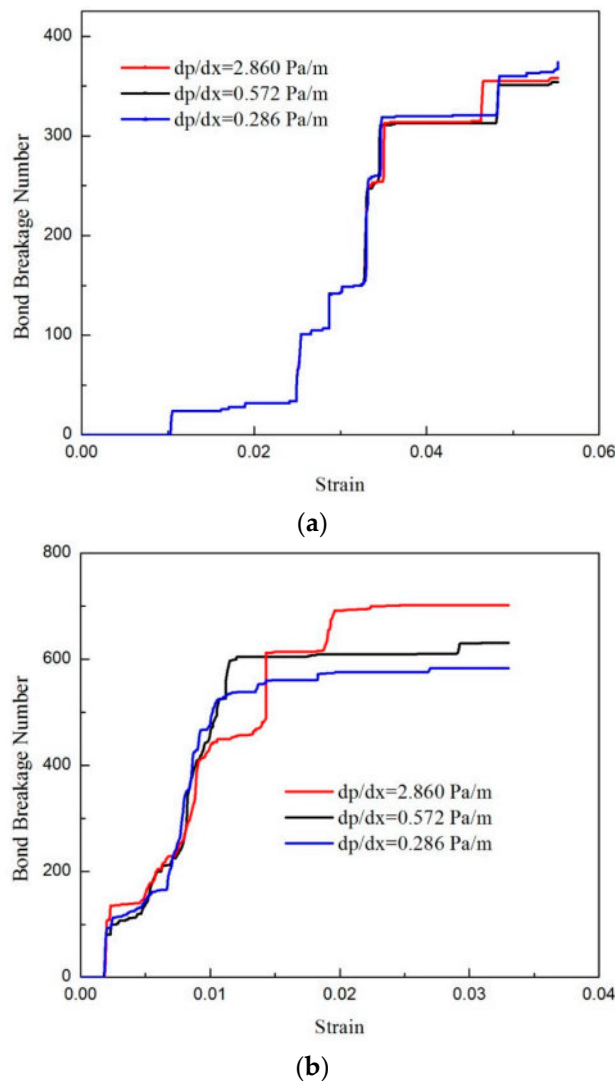 400
300
200
100
0
Bond Breakage Number
dp/dx=2.860 Pa/m
dp/dx=0.572 Pa/m
dp/dx=0.286 Pa/m
0.00 0.02 0.04 0.06
Strain
(a)
800
600
400
200
0
Bond Breakage Number
dp/dx=2.860 Pa/m
dp/dx=0.572 Pa/m
dp/dx=0.286 Pa/m
0.00 0.01 0.02 0.03 0.04
Strain
(b)